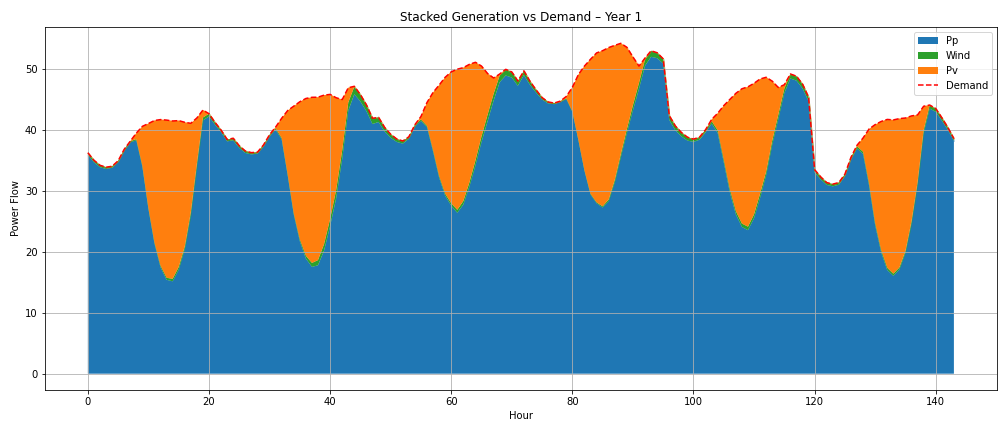 Stacked Generation vs Demand – Year 1
Pp
Wind
Pv
Demand
Power Flow
50
40
30
20
10
0
0 20 40 60 80 100 120 140
Hour